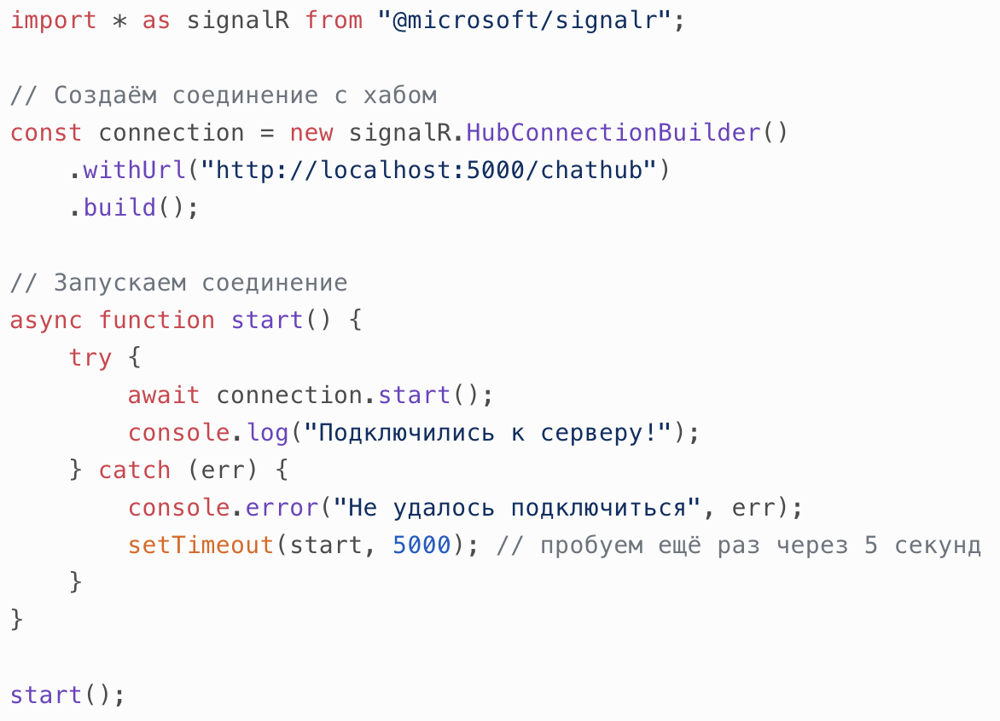 import * as signalR from "@microsoft/signalr";
// Создаём соединение с хабом
const connection = new signalR.HubConnectionBuilder()
    .withUrl("http://localhost:5000/chathub")
    .build();
// Запускаем соединение
async function start() {
    try {
        await connection.start();
        console.log("Подключились к серверу!");
    } catch (err) {
        console.error("Не удалось подключиться", err);
        setTimeout(start, 5000); // пробуем ещё раз через 5 секунд
    }
}
start();